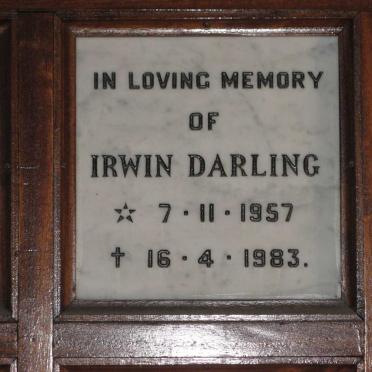 IN LOVING MEMORY
OF
IRWIN DARLING
☆ 7·11·1957
† 16·4·1983.